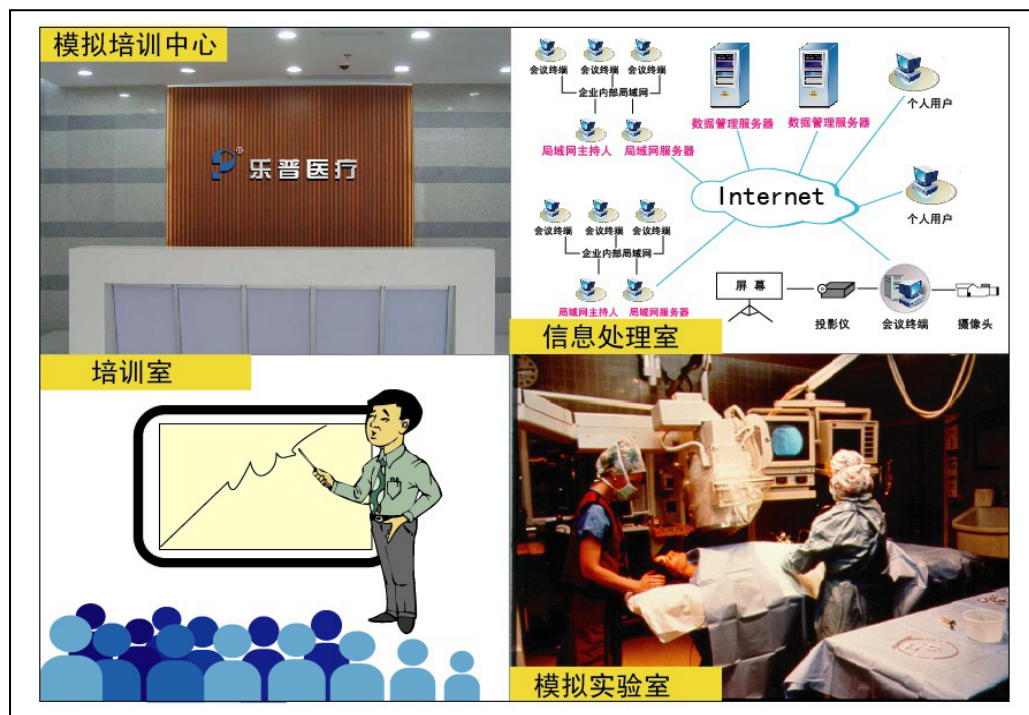 模拟培训中心
乐普医疗
®
会议终端 会议终端 会议终端
企业内部局域网
局域网主持人 局域网服务器
数据管理服务器 数据管理服务器
个人用户
Internet
个人用户
会议终端 会议终端 会议终端
企业内部局域网
局域网主持人 局域网服务器
屏 幕
投影仪 会议终端 摄像头
信息处理室
培训室
模拟实验室